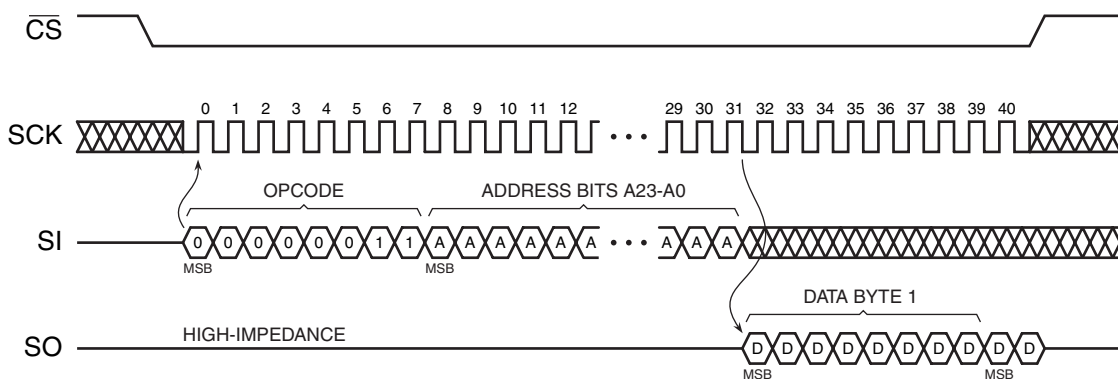 CS
0 1 2 3 4 5 6 7 8 9 10 11 12 29 30 31 32 33 34 35 36 37 38 39 40
SCK
OPCODE ADDRESS BITS A23-A0
SI 0 0 0 0 0 0 1 1 A A A A A A A A A
MSB MSB
DATA BYTE 1
HIGH-IMPEDANCE
SO D D D D D D D D D D
MSB MSB